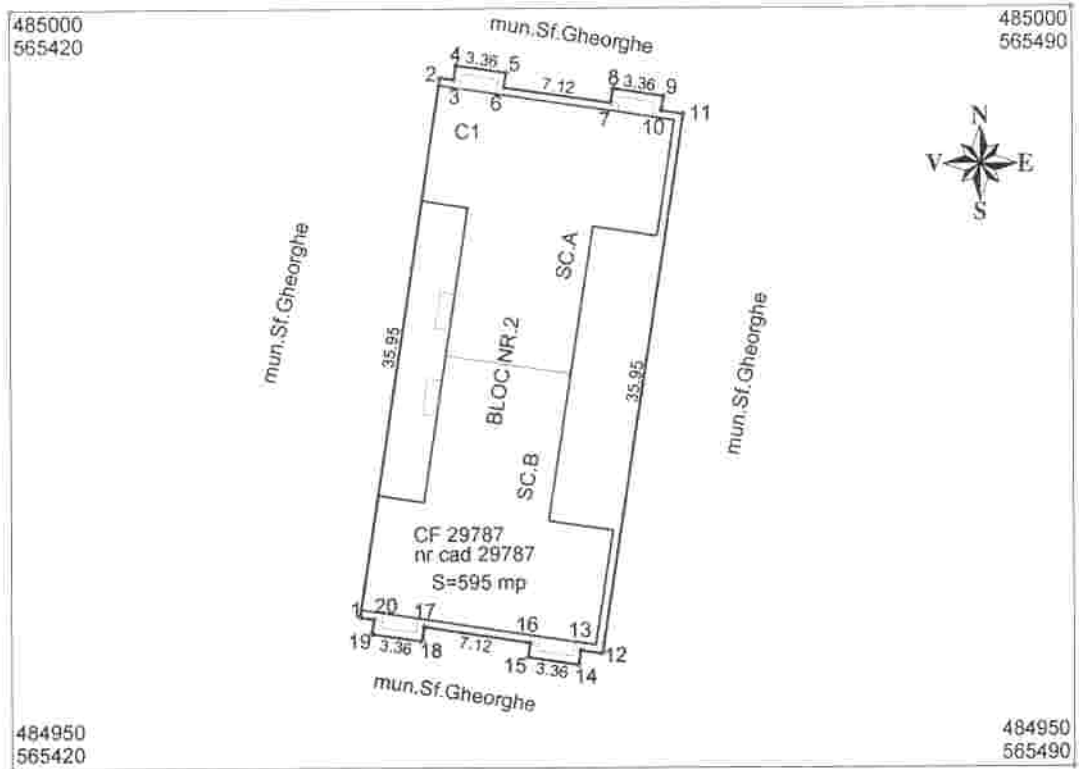 485000
565420
mun.Sf.Gheorghe
485000
565490
4 3.36 5
2
3
6
7.12
8 3.36 9
7
10
11
C1
N
V E
S
mun.Sf.Gheorghe
SC.A
35.95
BLOC NR.2
35.95
mun.Sf.Gheorghe
SC.B
CF 29787
nr cad 29787
S=595 mp
1
20
17
16
13
12
19 3.36 18
7.12
15 3.36 14
mun.Sf.Gheorghe
484950
565420
484950
565490